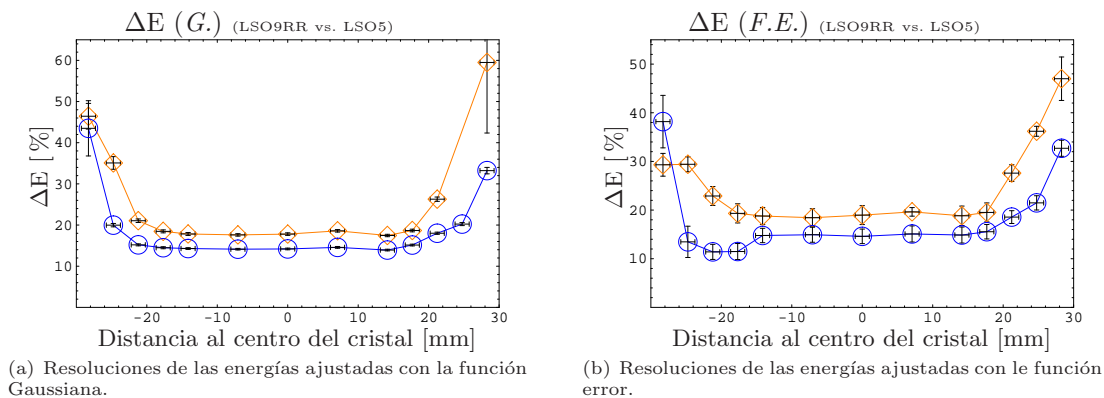 ΔE (G.) (LSO9RR vs. LSO5)
60
50
40
30
20
10
ΔE [ %]
-20
-10
0
10
20
30
Distancia al centro del cristal [mm]
(a) Resoluciones de las energías ajustadas con la función
Gaussiana.
ΔE (F.E.) (LSO9RR vs. LSO5)
50
40
30
20
10
ΔE [ %]
-20
-10
0
10
20
30
Distancia al centro del cristal [mm]
(b) Resoluciones de las energías ajustadas con le función
error.